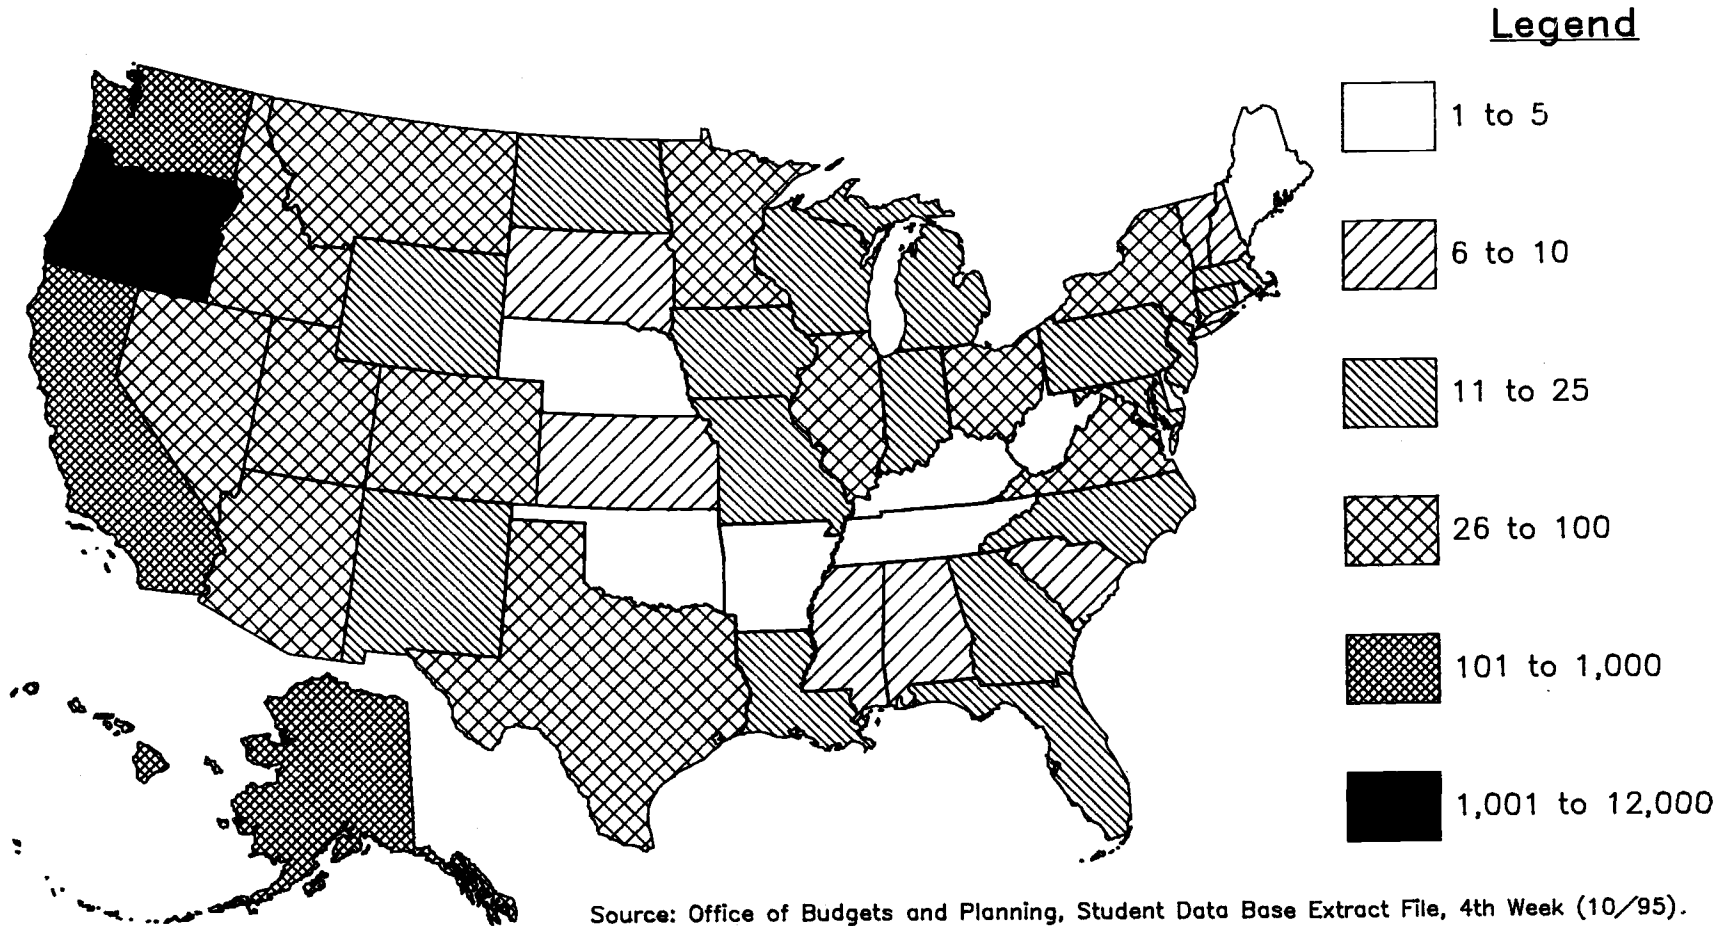 Legend
1 to 5
6 to 10
11 to 25
26 to 100
101 to 1,000
1,001 to 12,000
Source: Office of Budgets and Planning, Student Data Base Extract File, 4th Week (10/95).